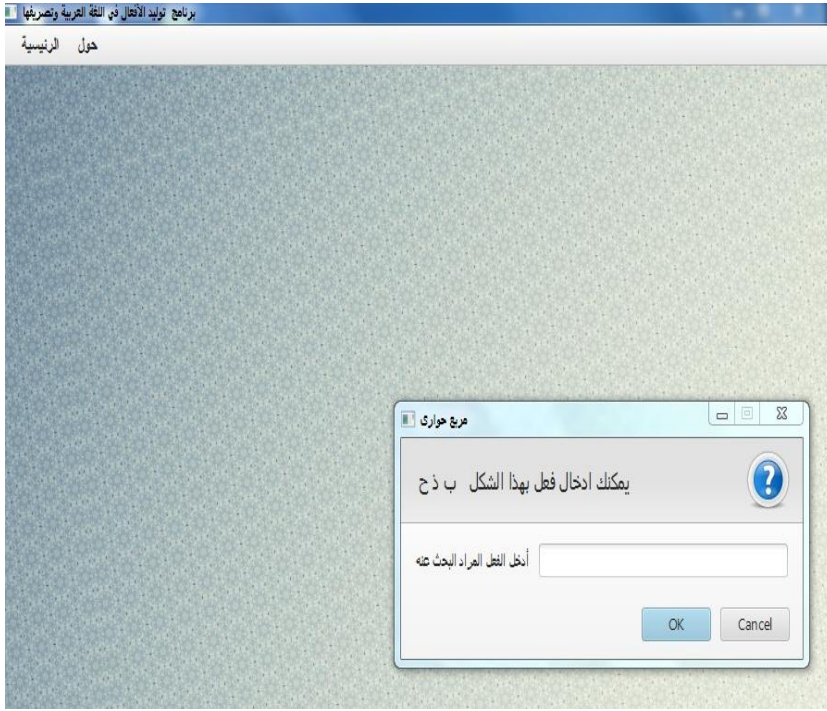 برنامج توليد الأفعال في اللغة العربية وتصريفها
الرئيسية حول
مربع حوارى
يمكنك ادخال فعل بهذا الشكل ب ذ ح
أدخل الفعل المراد البحث عنه
OK Cancel